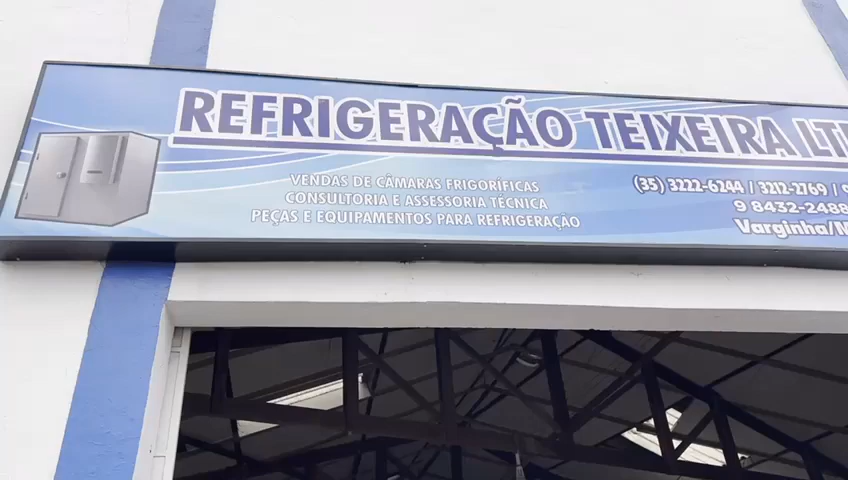 REFRIGERAÇÃO TEIXEIRA
VENDAS DE CÂMARAS FRIGORÍFICAS
CONSULTORIA E ASSESSORIA TÉCNICA
PEÇAS E EQUIPAMENTOS PARA REFRIGERAÇÃO
(35) 3222-6244 / 3212-2769 /
9 8432-2488
Varginha/M